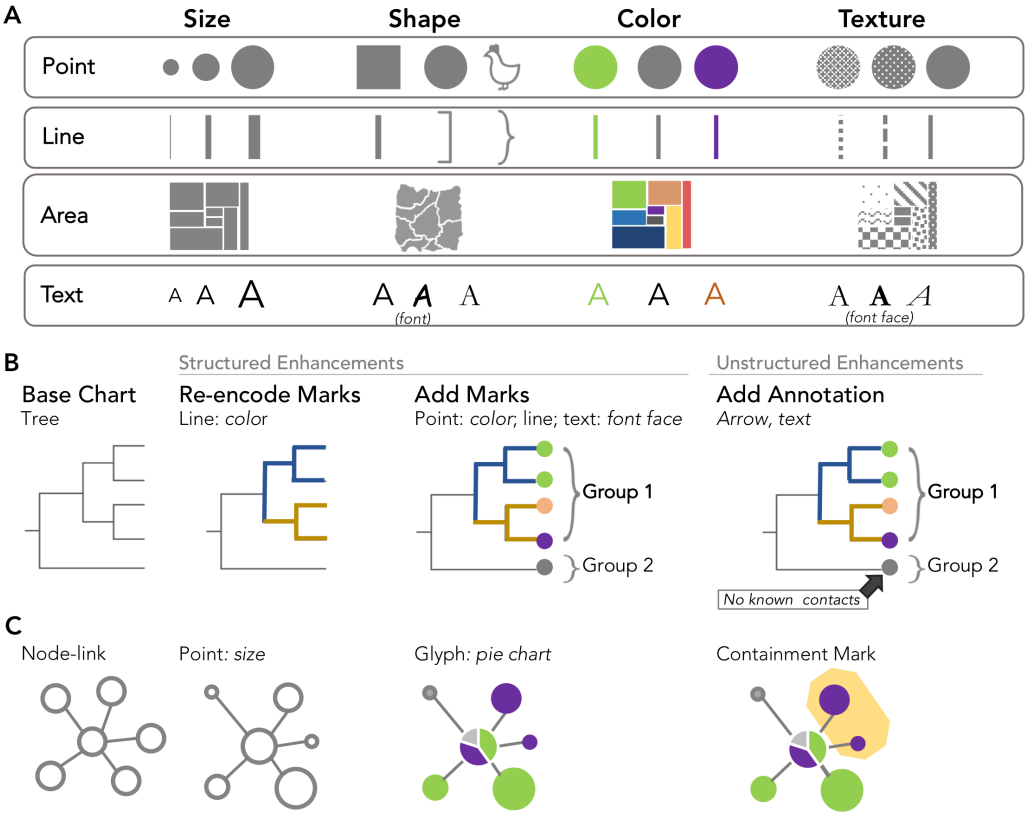 A
Size Shape Color Texture
Point
Line
Area
Text A A A A A A A A A A A A
(font) (font face)
B Structured Enhancements Unstructured Enhancements
Base Chart Re-encode Marks Add Marks Add Annotation
Tree Line: color Point: color; line; text: font face Arrow, text
Group 1 Group 1
Group 2 Group 2
No known contacts
C
Node-link Point: size Glyph: pie chart Containment Mark